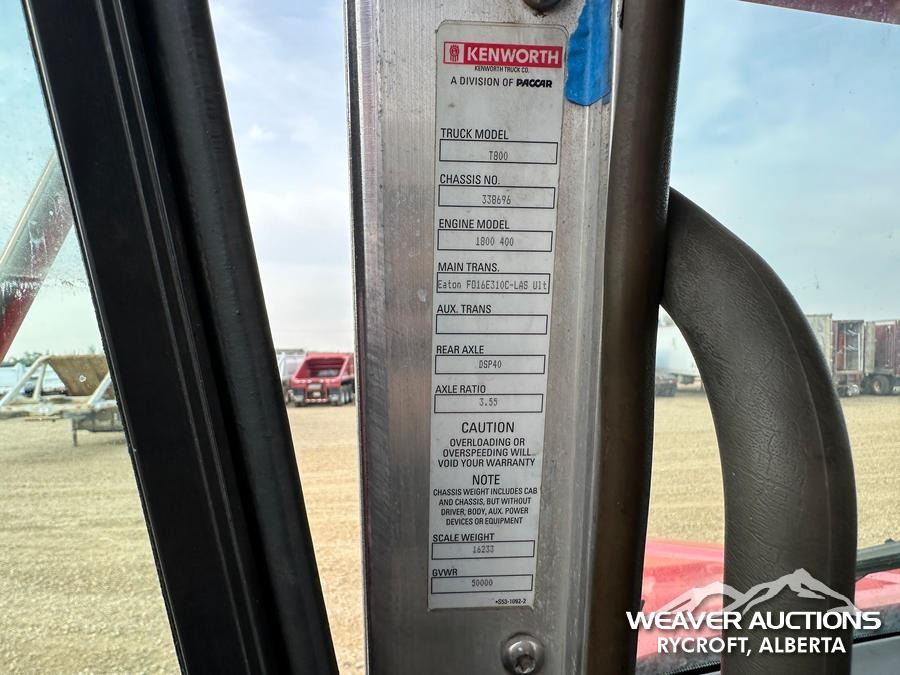 KENWORTH
KENWORTH TRUCK CO.
A DIVISION OF PACCAR
TRUCK MODEL
T800
CHASSIS NO.
338696
ENGINE MODEL
1800 400
MAIN TRANS.
Eaton FO16E310C-LAS Ult
AUX. TRANS
REAR AXLE
DSP40
AXLE RATIO
3.55
CAUTION
OVERLOADING OR
OVERSPEEDING WILL
VOID YOUR WARRANTY
NOTE
CHASSIS WEIGHT INCLUDES CAB
AND CHASSIS, BUT WITHOUT
DRIVER, BODY, AUX. POWER
DEVICES OR EQUIPMENT
SCALE WEIGHT
16233
GVWR
50000
•S53-1092-2
WEAVER AUCTIONS
RYCROFT, ALBERTA